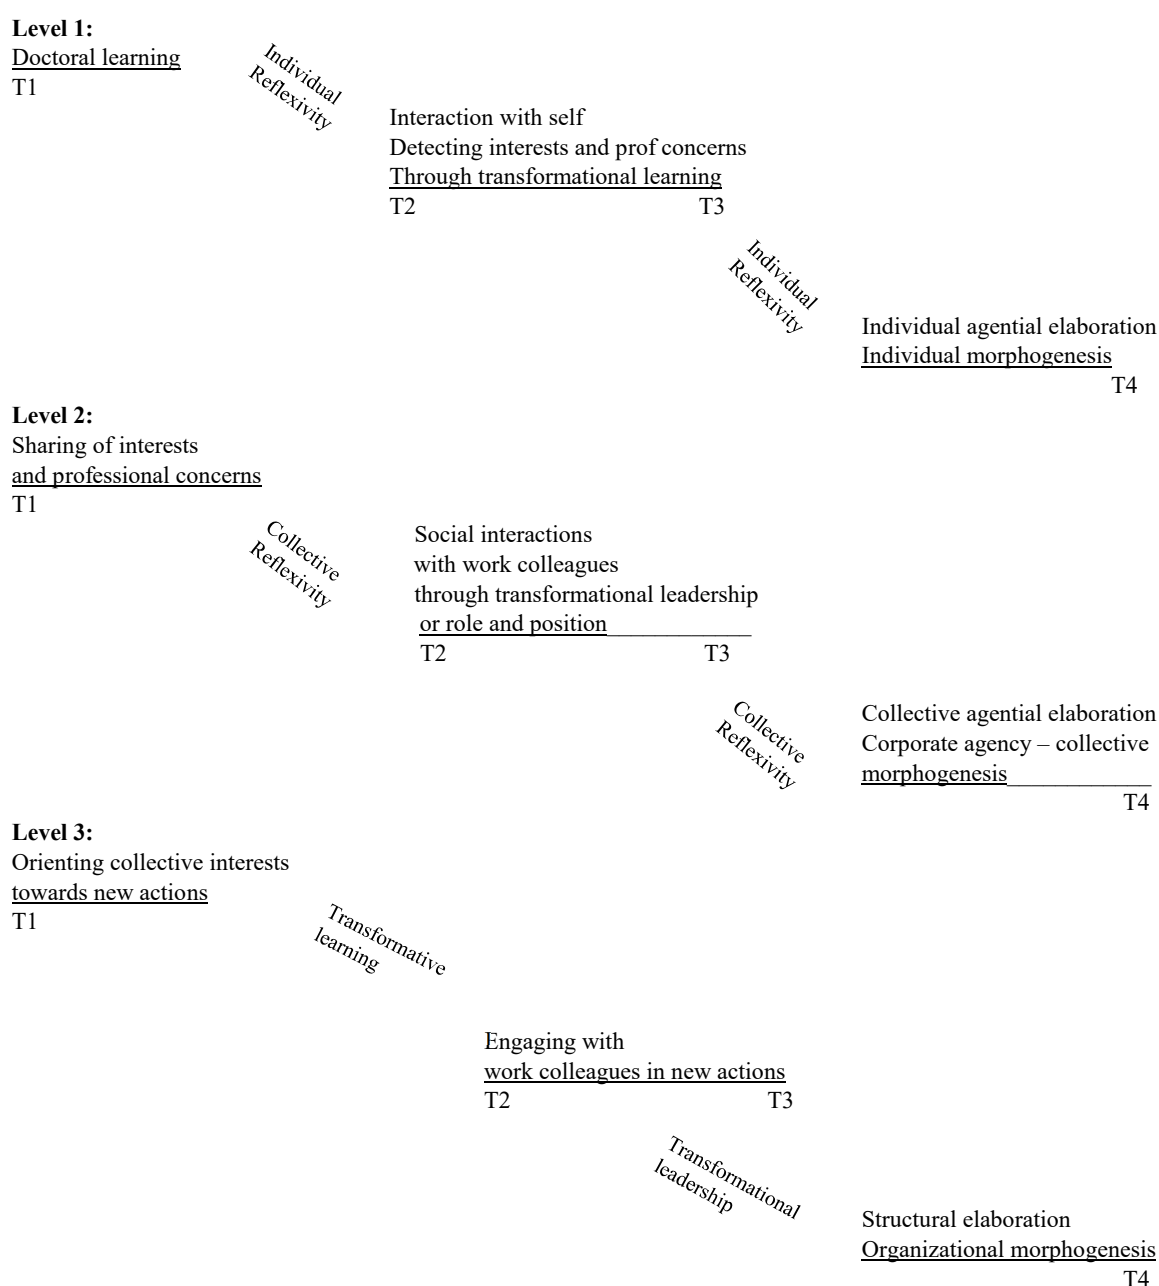 Level 1:
Doctoral learning
T1
Individual
Reflexivity
Interaction with self
Detecting interests and prof concerns
Through transformational learning
T2 T3
Individual
Reflexivity
Individual agential elaboration
Individual morphogenesis
T4
Level 2:
Sharing of interests
and professional concerns
T1
Collective
Reflexivity
Social interactions
with work colleagues
through transformational leadership
or role and position____________
T2 T3
Collective
Reflexivity
Collective agential elaboration
Corporate agency – collective
morphogenesis____________
T4
Level 3:
Orienting collective interests
towards new actions
T1
Transformative
learning
Engaging with
work colleagues in new actions
T2 T3
Transformational
leadership
Structural elaboration
Organizational morphogenesis
T4